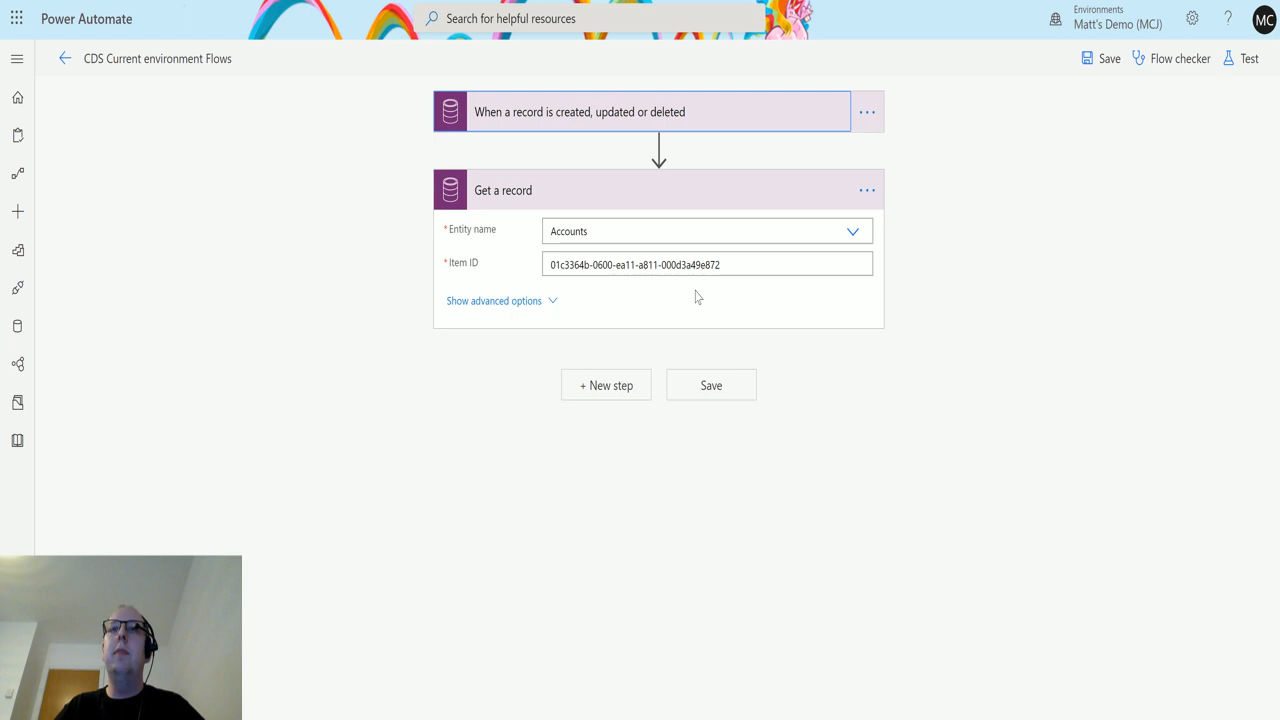 Power Automate
Search for helpful resources
Environments
Matt's Demo (MCJ)
?
MC
CDS Current environment Flows
Save
Flow checker
Test
When a record is created, updated or deleted
...
Get a record
...
*Entity name
Accounts
*Item ID
01c3364b-0600-ea11-a811-000d3a49e872
Show advanced options
+ New step
Save